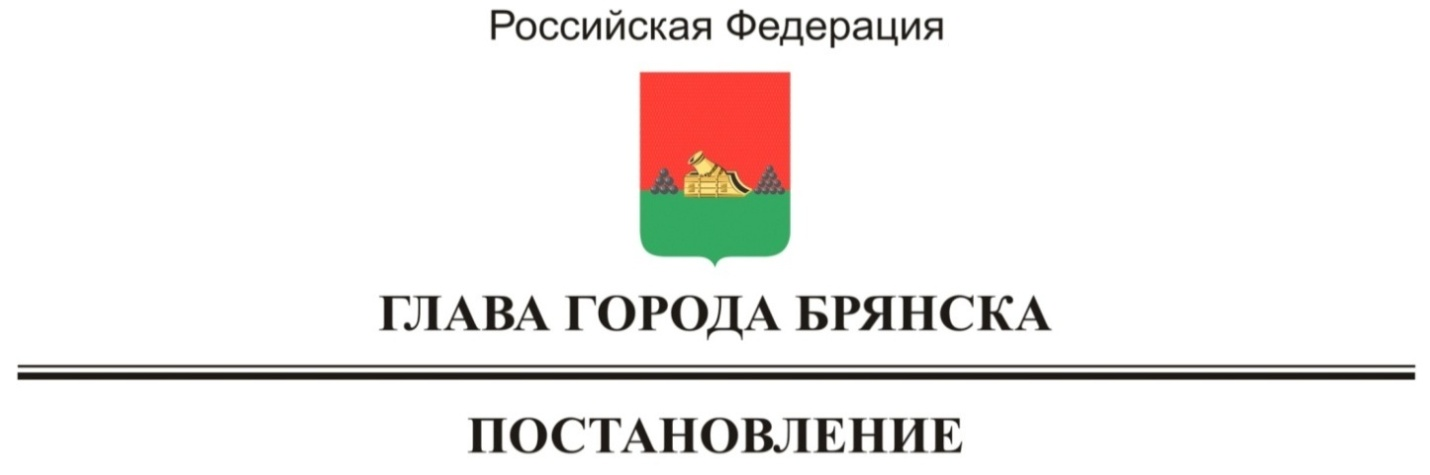 Российская Федерация
ГЛАВА ГОРОДА БРЯНСКА
ПОСТАНОВЛЕНИЕ